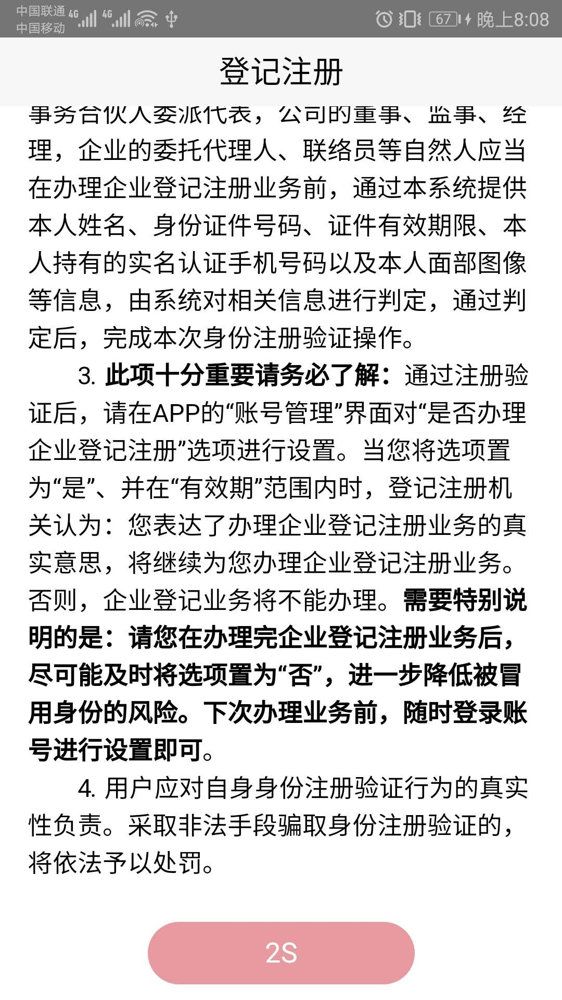 中国联通
中国移动
4G 4G 67 晚上8:08
登记注册
事务合伙人委派代表，公司的董事、监事、经
理，企业的委托代理人、联络员等自然人应当
在办理企业登记注册业务前，通过本系统提供
本人姓名、身份证件号码、证件有效期限、本
人持有的实名认证手机号码以及本人面部图像
等信息，由系统对相关信息进行判定，通过判
定后，完成本次身份注册验证操作。
3. 此项十分重要请务必了解：通过注册验
证后，请在APP的“账号管理”界面对“是否办理
企业登记注册”选项进行设置。当您将选项置
为“是”、并在“有效期”范围内时，登记注册机
关认为：您表达了办理企业登记注册业务的真
实意思，将继续为您办理企业登记注册业务。
否则，企业登记业务将不能办理。需要特别说
明的是：请您在办理完企业登记注册业务后，
尽可能及时将选项置为“否”，进一步降低被冒
用身份的风险。下次办理业务前，随时登录账
号进行设置即可。
4. 用户应对自身身份注册验证行为的真实
性负责。采取非法手段骗取身份注册验证的，
将依法予以处罚。
2S